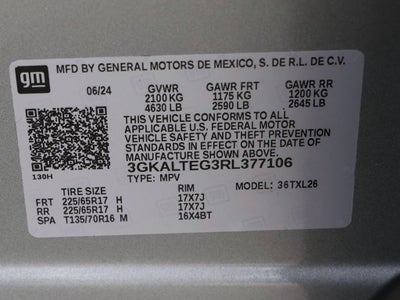 gm
MFD BY GENERAL MOTORS DE MEXICO, S. DE R.L. DE C.V.
06/24 GVWR GAWR FRT GAWR RR
2100 KG 1175 KG 1200 KG
4630 LB 2590 LB 2645 LB
THIS VEHICLE CONFORMS TO ALL
APPLICABLE U.S. FEDERAL MOTOR
VEHICLE SAFETY AND THEFT PREVENTION
STANDARDS IN EFFECT ON THE DATE OF
MANUFACTURE SHOWN ABOVE.
3GKALTEG3RL377106
130H
TYPE: MPV MODEL: 36TXL26
TIRE SIZE RIM
FRT 225/65R17 H 17X7J
RR 225/65R17 H 17X7J
SPA T135/70R16 M 16X4BT